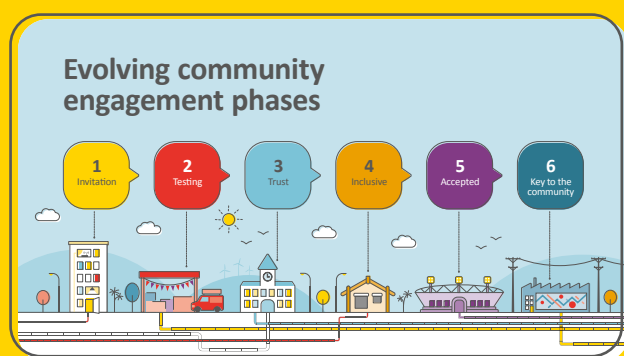 Evolving community
engagement phases
1
Invitation
2
Testing
3
Trust
4
Inclusive
5
Accepted
6
Key to the
community